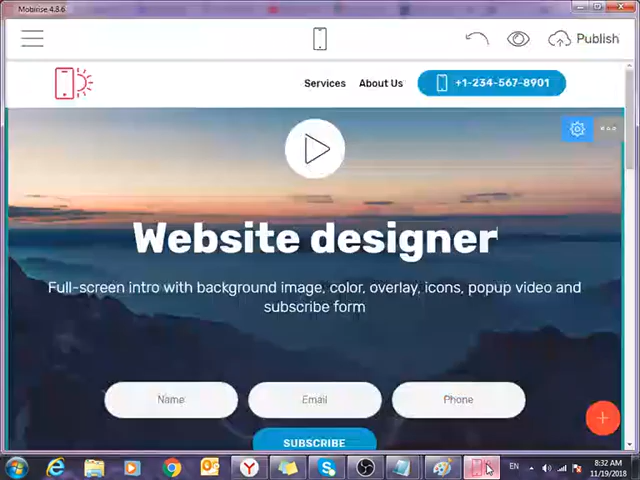 Mobirise 4.8.6
Publish
Services About Us +1-234-567-8901
Website designer
Full-screen intro with background image, color, overlay, icons, popup video and
subscribe form
Name Email Phone
SUBSCRIBE
EN 8:32 AM
11/19/2018